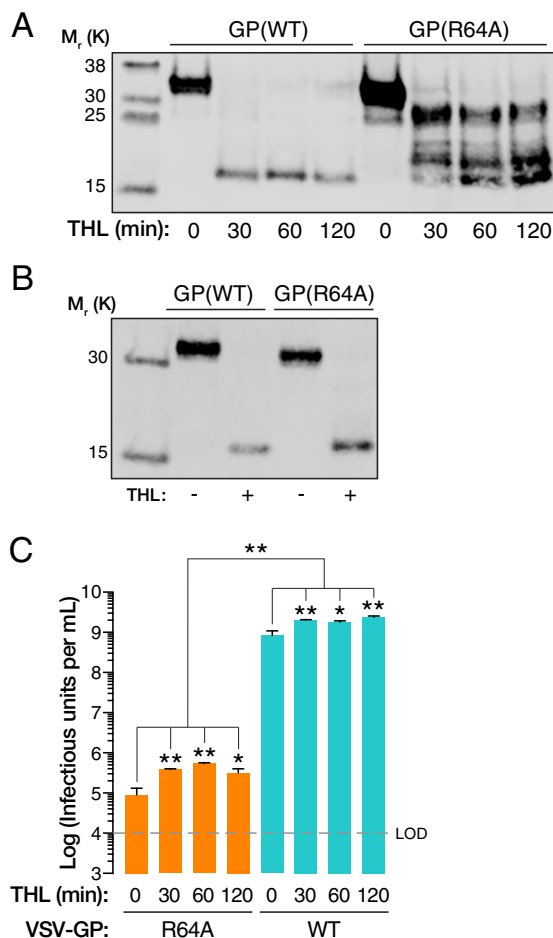 A
Mr (K) GP(WT) GP(R64A)
38
30
25
15
THL (min): 0 30 60 120 0 30 60 120
B
Mr (K) GP(WT) GP(R64A)
30
15
THL: - + - +
C
**
Log (Infectious units per mL)
10
9
8
7
6
5
4
3
** * **
** ** *
LOD
THL (min): 0 30 60 120 0 30 60 120
VSV-GP: R64A WT